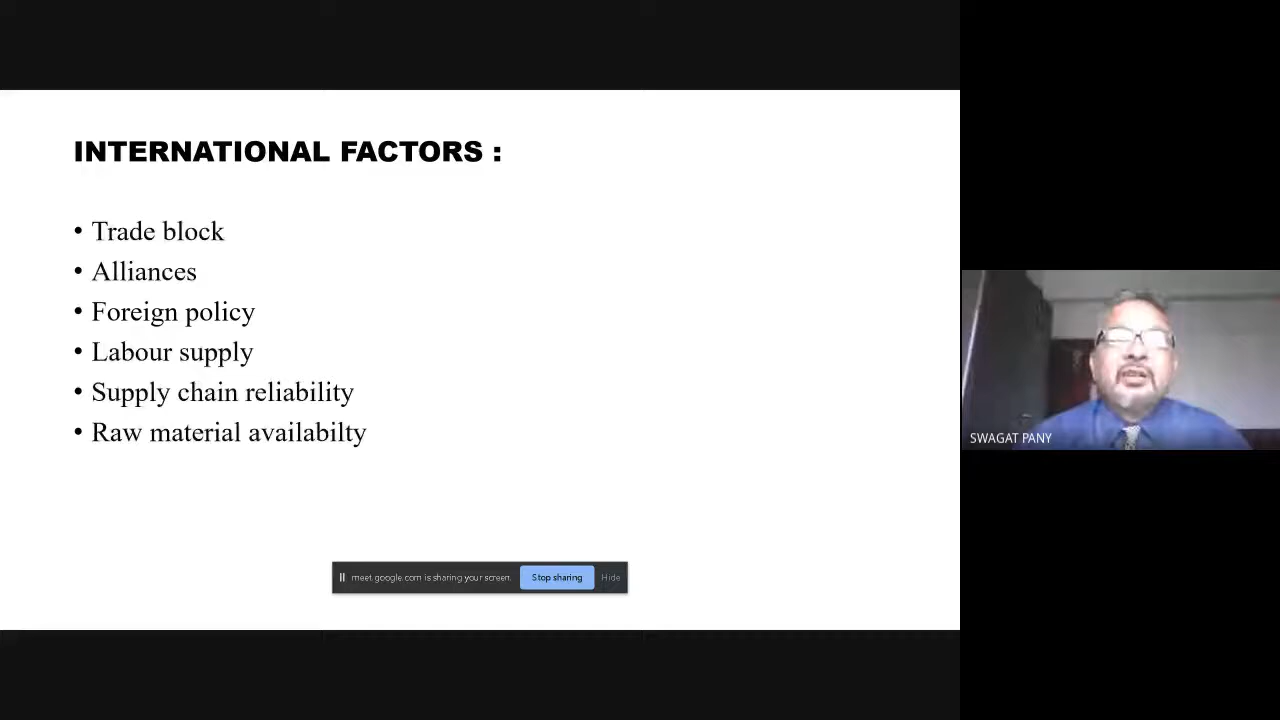 INTERNATIONAL FACTORS :
• Trade block
• Alliances
• Foreign policy
• Labour supply
• Supply chain reliability
• Raw material availabilty
meet.google.com is sharing your screen. Stop sharing Hide
SWAGAT PANY